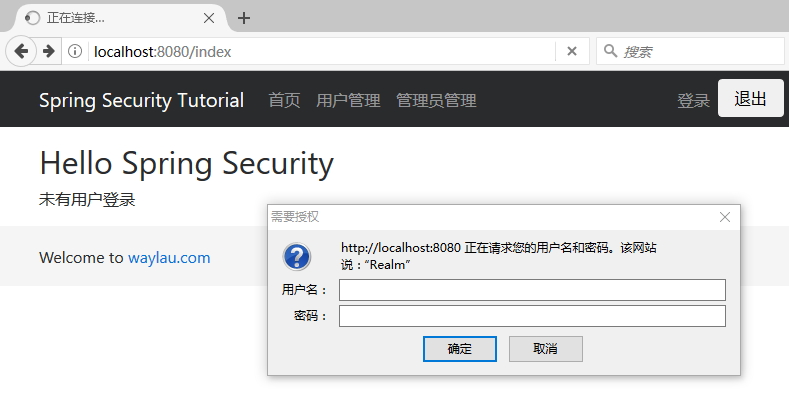 正在连接...
localhost:8080/index
搜索
Spring Security Tutorial 首页 用户管理 管理员管理 登录 退出
Hello Spring Security
未有用户登录
Welcome to waylau.com
需要授权
http://localhost:8080 正在请求您的用户名和密码。该网站
说：“Realm”
用户名：
密码：
确定 取消